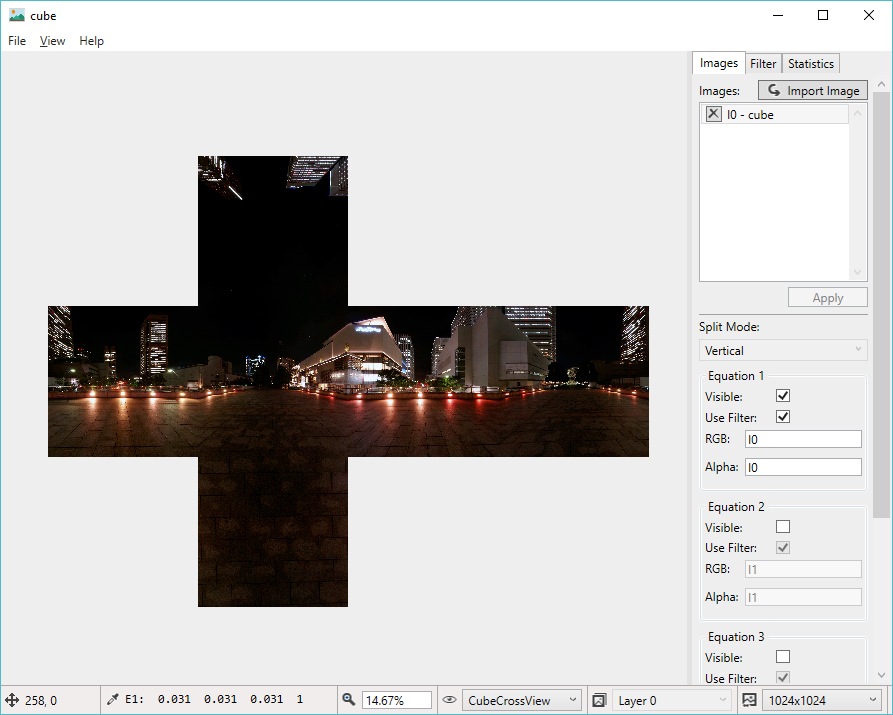 cube
File View Help
Images Filter Statistics
Images: Import Image
I0 - cube
Apply
Split Mode:
Vertical
Equation 1
Visible:
Use Filter:
RGB: I0
Alpha: I0
Equation 2
Visible:
Use Filter:
RGB: I1
Alpha: I1
Equation 3
Visible:
Use Filter:
258, 0 E1: 0.031 0.031 0.031 1 14.67% CubeCrossView Layer 0 1024x1024